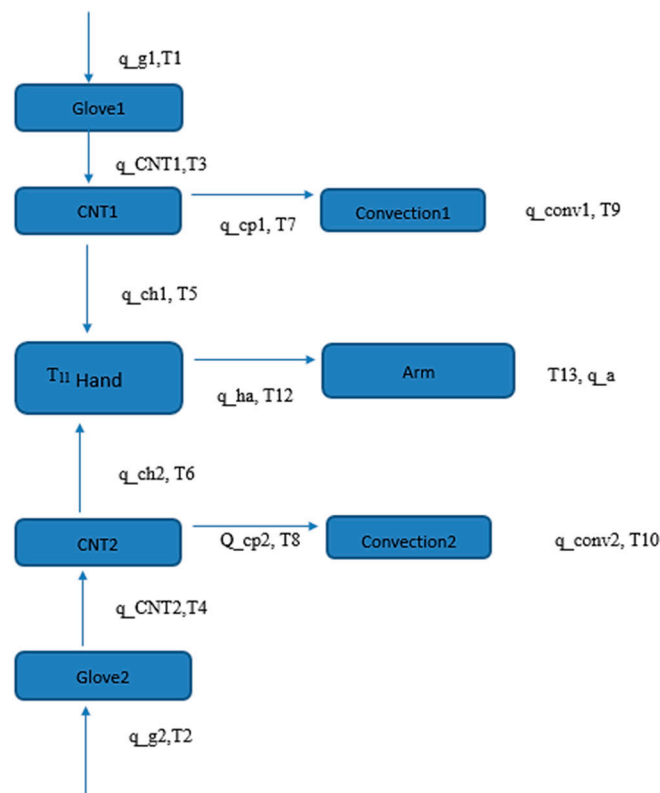 q_g1,T1
Glove1
q_CNT1,T3
CNT1
q_cp1, T7
Convection1
q_conv1, T9
q_ch1, T5
T₁₁ Hand
q_ha, T12
Arm
T13, q_a
q_ch2, T6
CNT2
Q_cp2, T8
Convection2
q_conv2, T10
q_CNT2,T4
Glove2
q_g2,T2